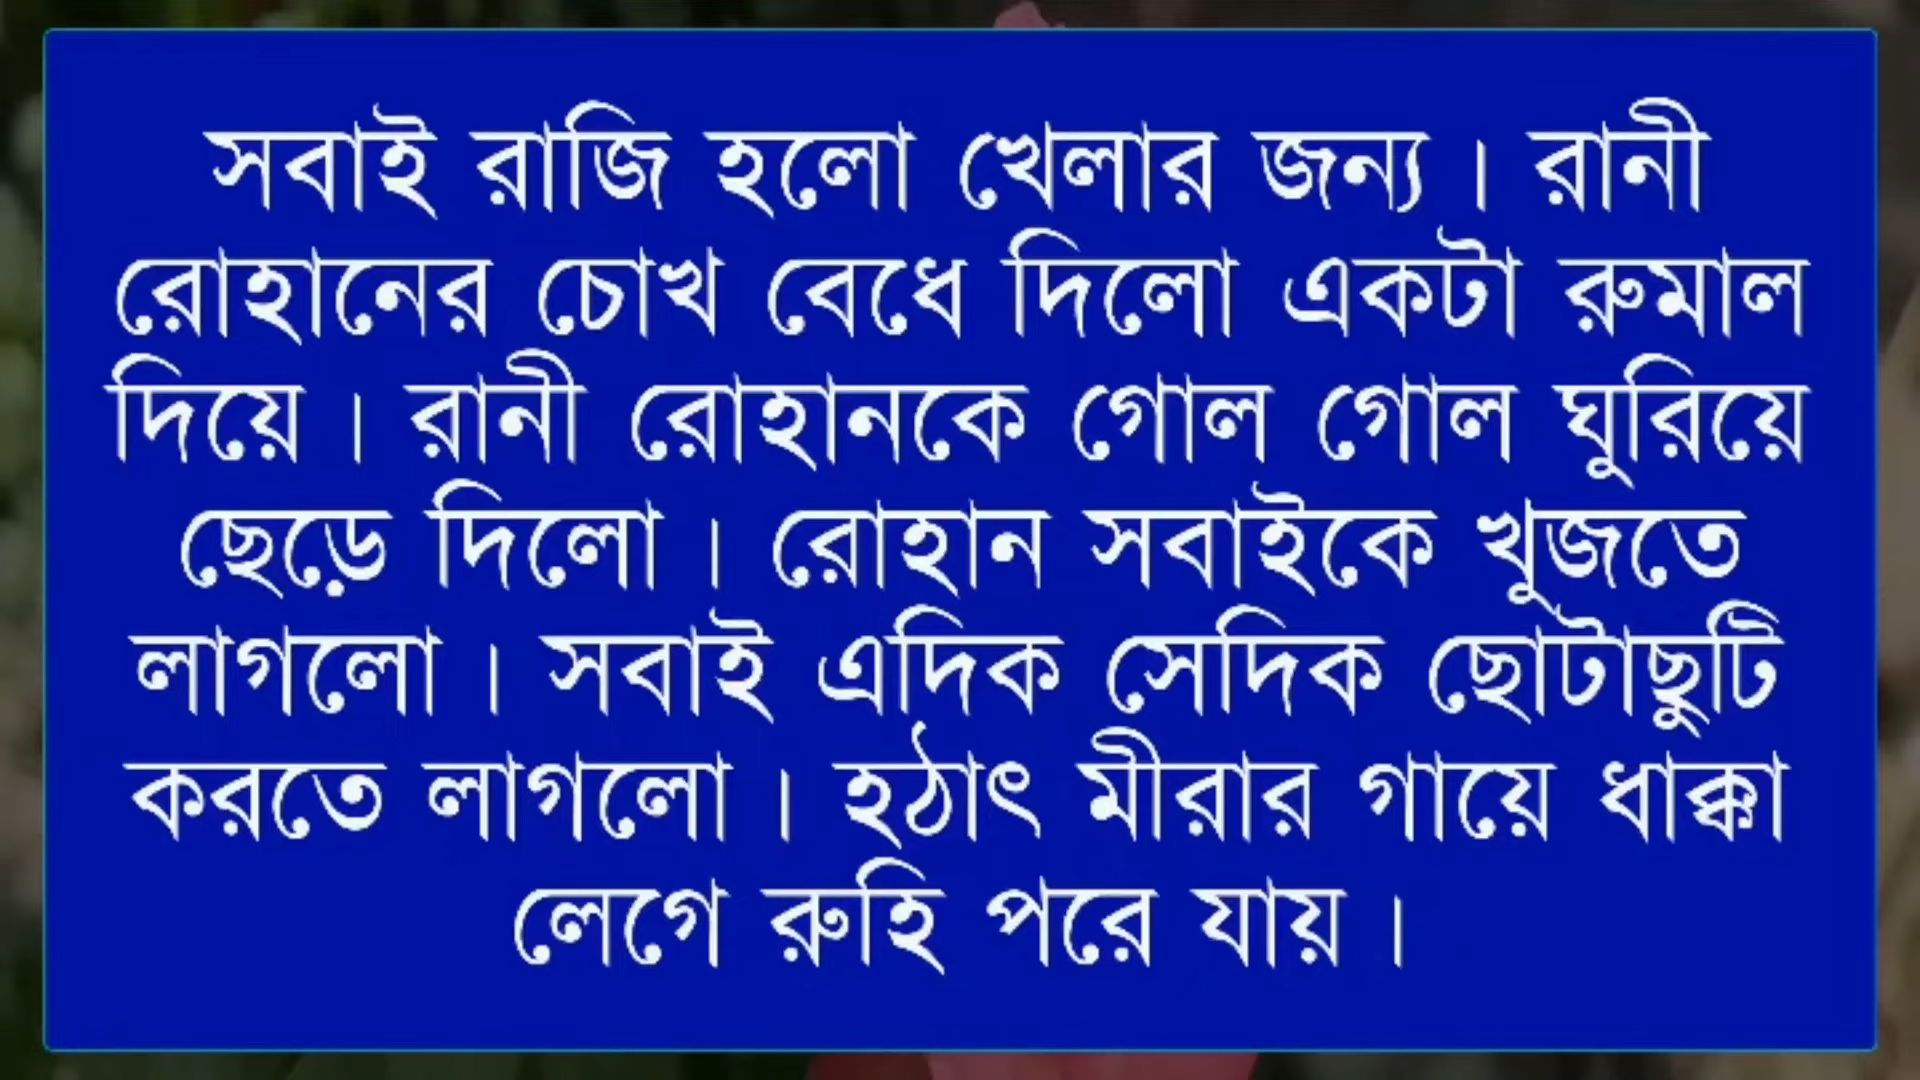 সবাই রাজি হলো খেলার জন্য । রানী
রোহানের চোখ বেধে দিলো একটা রুমাল
দিয়ে । রানী রোহানকে গোল গোল ঘুরিয়ে
ছেড়ে দিলো । রোহান সবাইকে খুজতে
লাগলো । সবাই এদিক সেদিক ছোটাছুটি
করতে লাগলো । হঠাৎ মীরার গায়ে ধাক্কা
লেগে রুহি পরে যায় ।